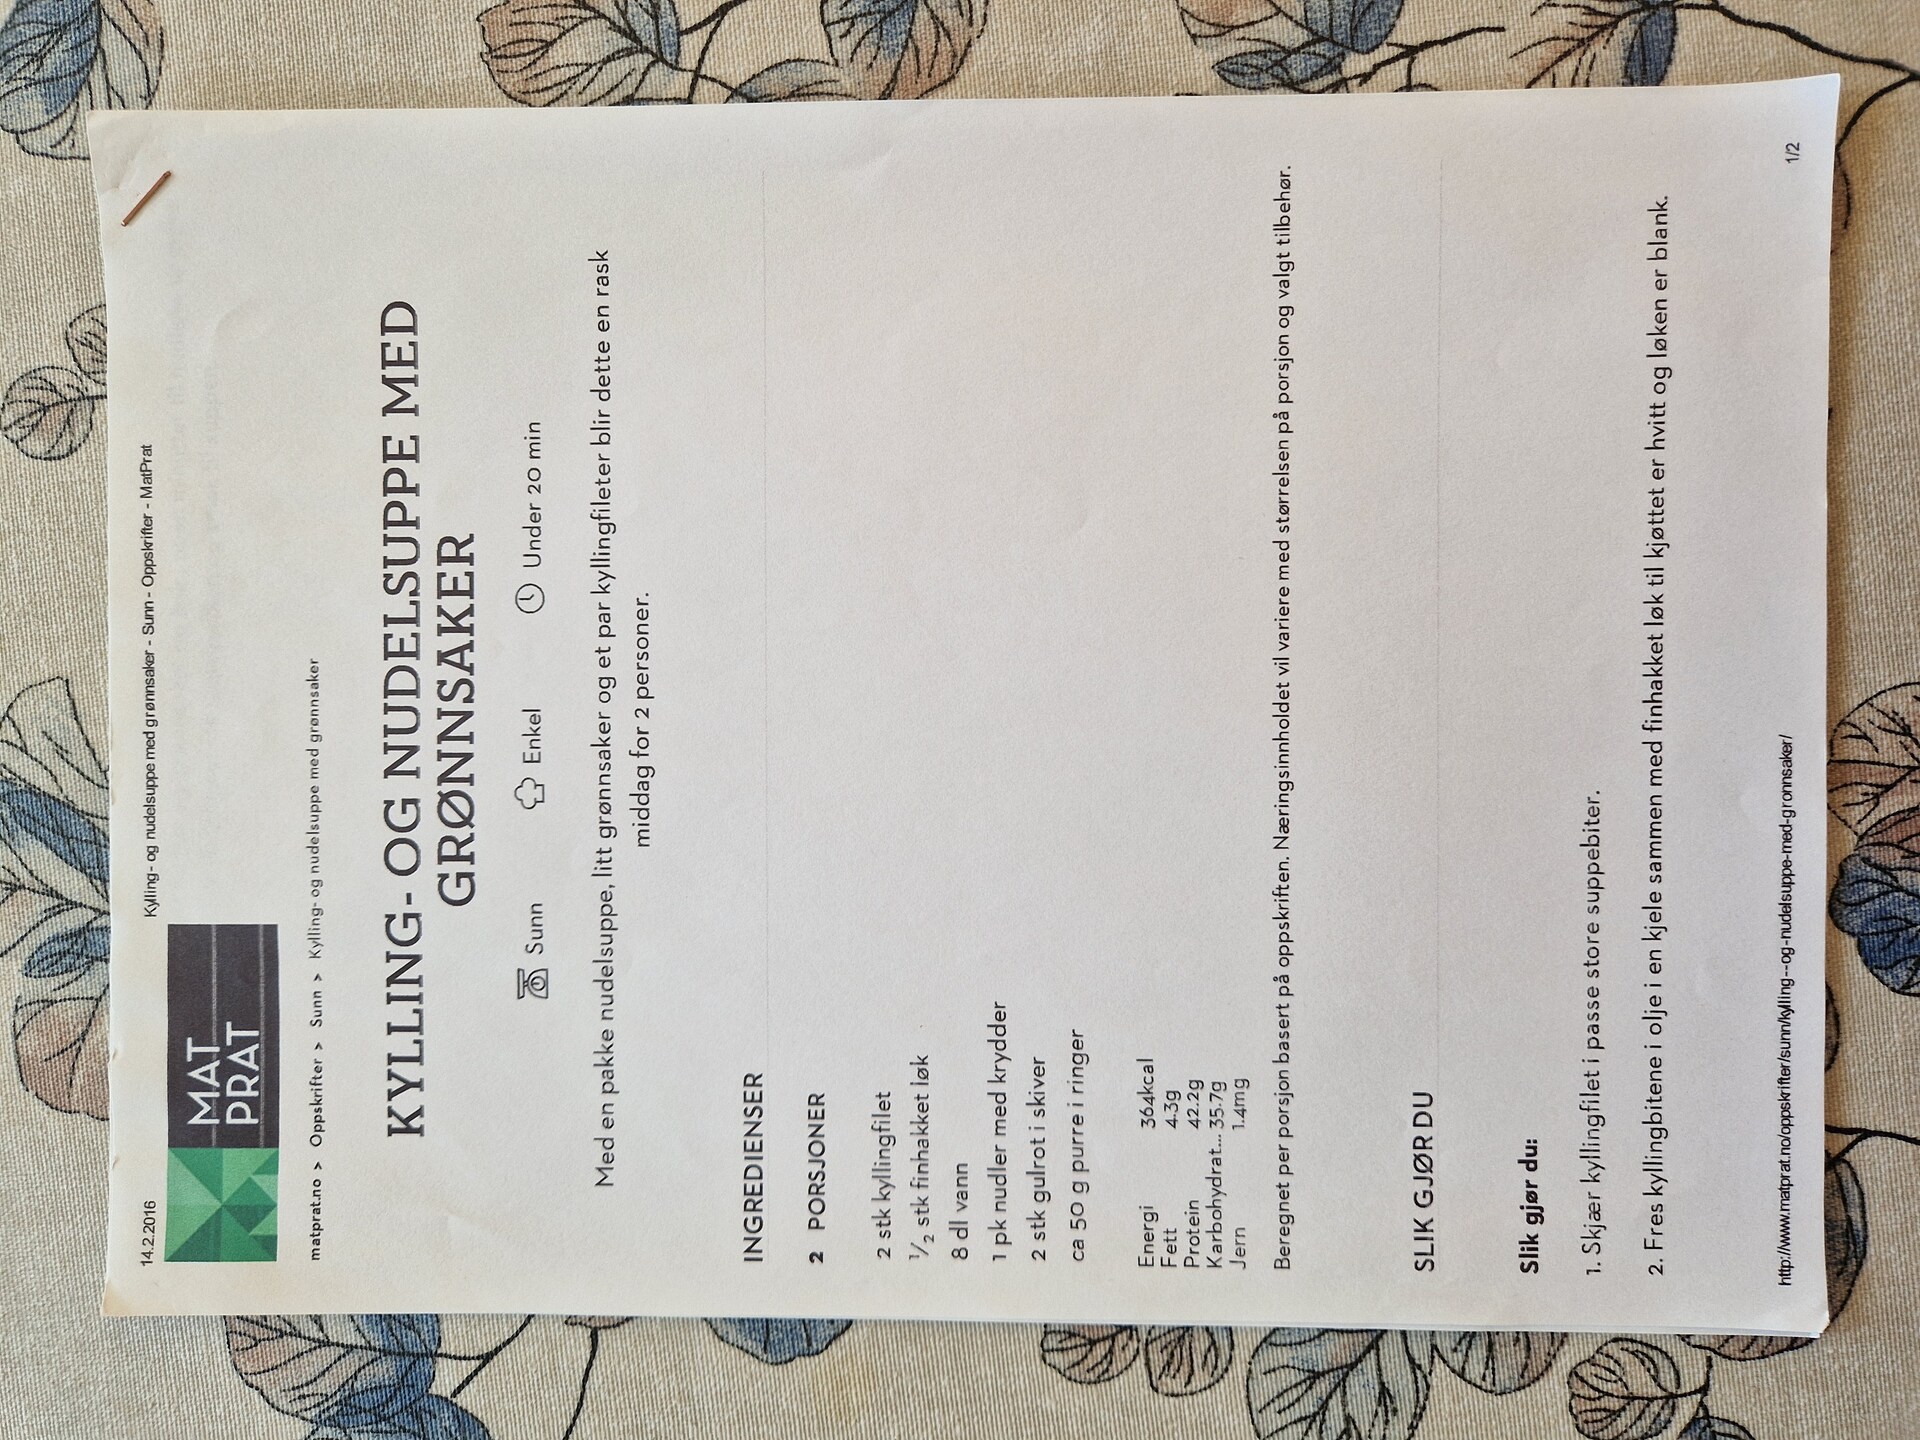 14.2.2016 Kylling- og nudelsuppe med grønnsaker - Sunn - Oppskrifter - MatPrat
MAT
PRAT
matprat.no > Oppskrifter > Sunn > Kylling- og nudelsuppe med grønnsaker
KYLLING- OG NUDELSUPPE MED
GRØNNSAKER
Sunn Enkel Under 20 min
Med en pakke nudelsuppe, litt grønnsaker og et par kyllingfileter blir dette en rask
middag for 2 personer.
INGREDIENSER
2 PORSJONER
2 stk kyllingfilet
1/2 stk finhakket løk
8 dl vann
1 pk nudler med krydder
2 stk gulrot i skiver
ca 50 g purre i ringer
Energi 364kcal
Fett 4.3g
Protein 42.2g
Karbohydrat... 35.7g
Jern 1.4mg
Beregnet per porsjon basert på oppskriften. Næringsinnholdet vil variere med størrelsen på porsjon og valgt tilbehør.
SLIK GJØR DU
Slik gjør du:
1. Skjær kyllingfilet i passe store suppebiter.
2. Fres kyllingbitene i olje i en kjele sammen med finhakket løk til kjøttet er hvitt og løken er blank.
http://www.matprat.no/oppskrifter/sunn/kylling--og-nudelsuppe-med-gronnsaker/ 1/2